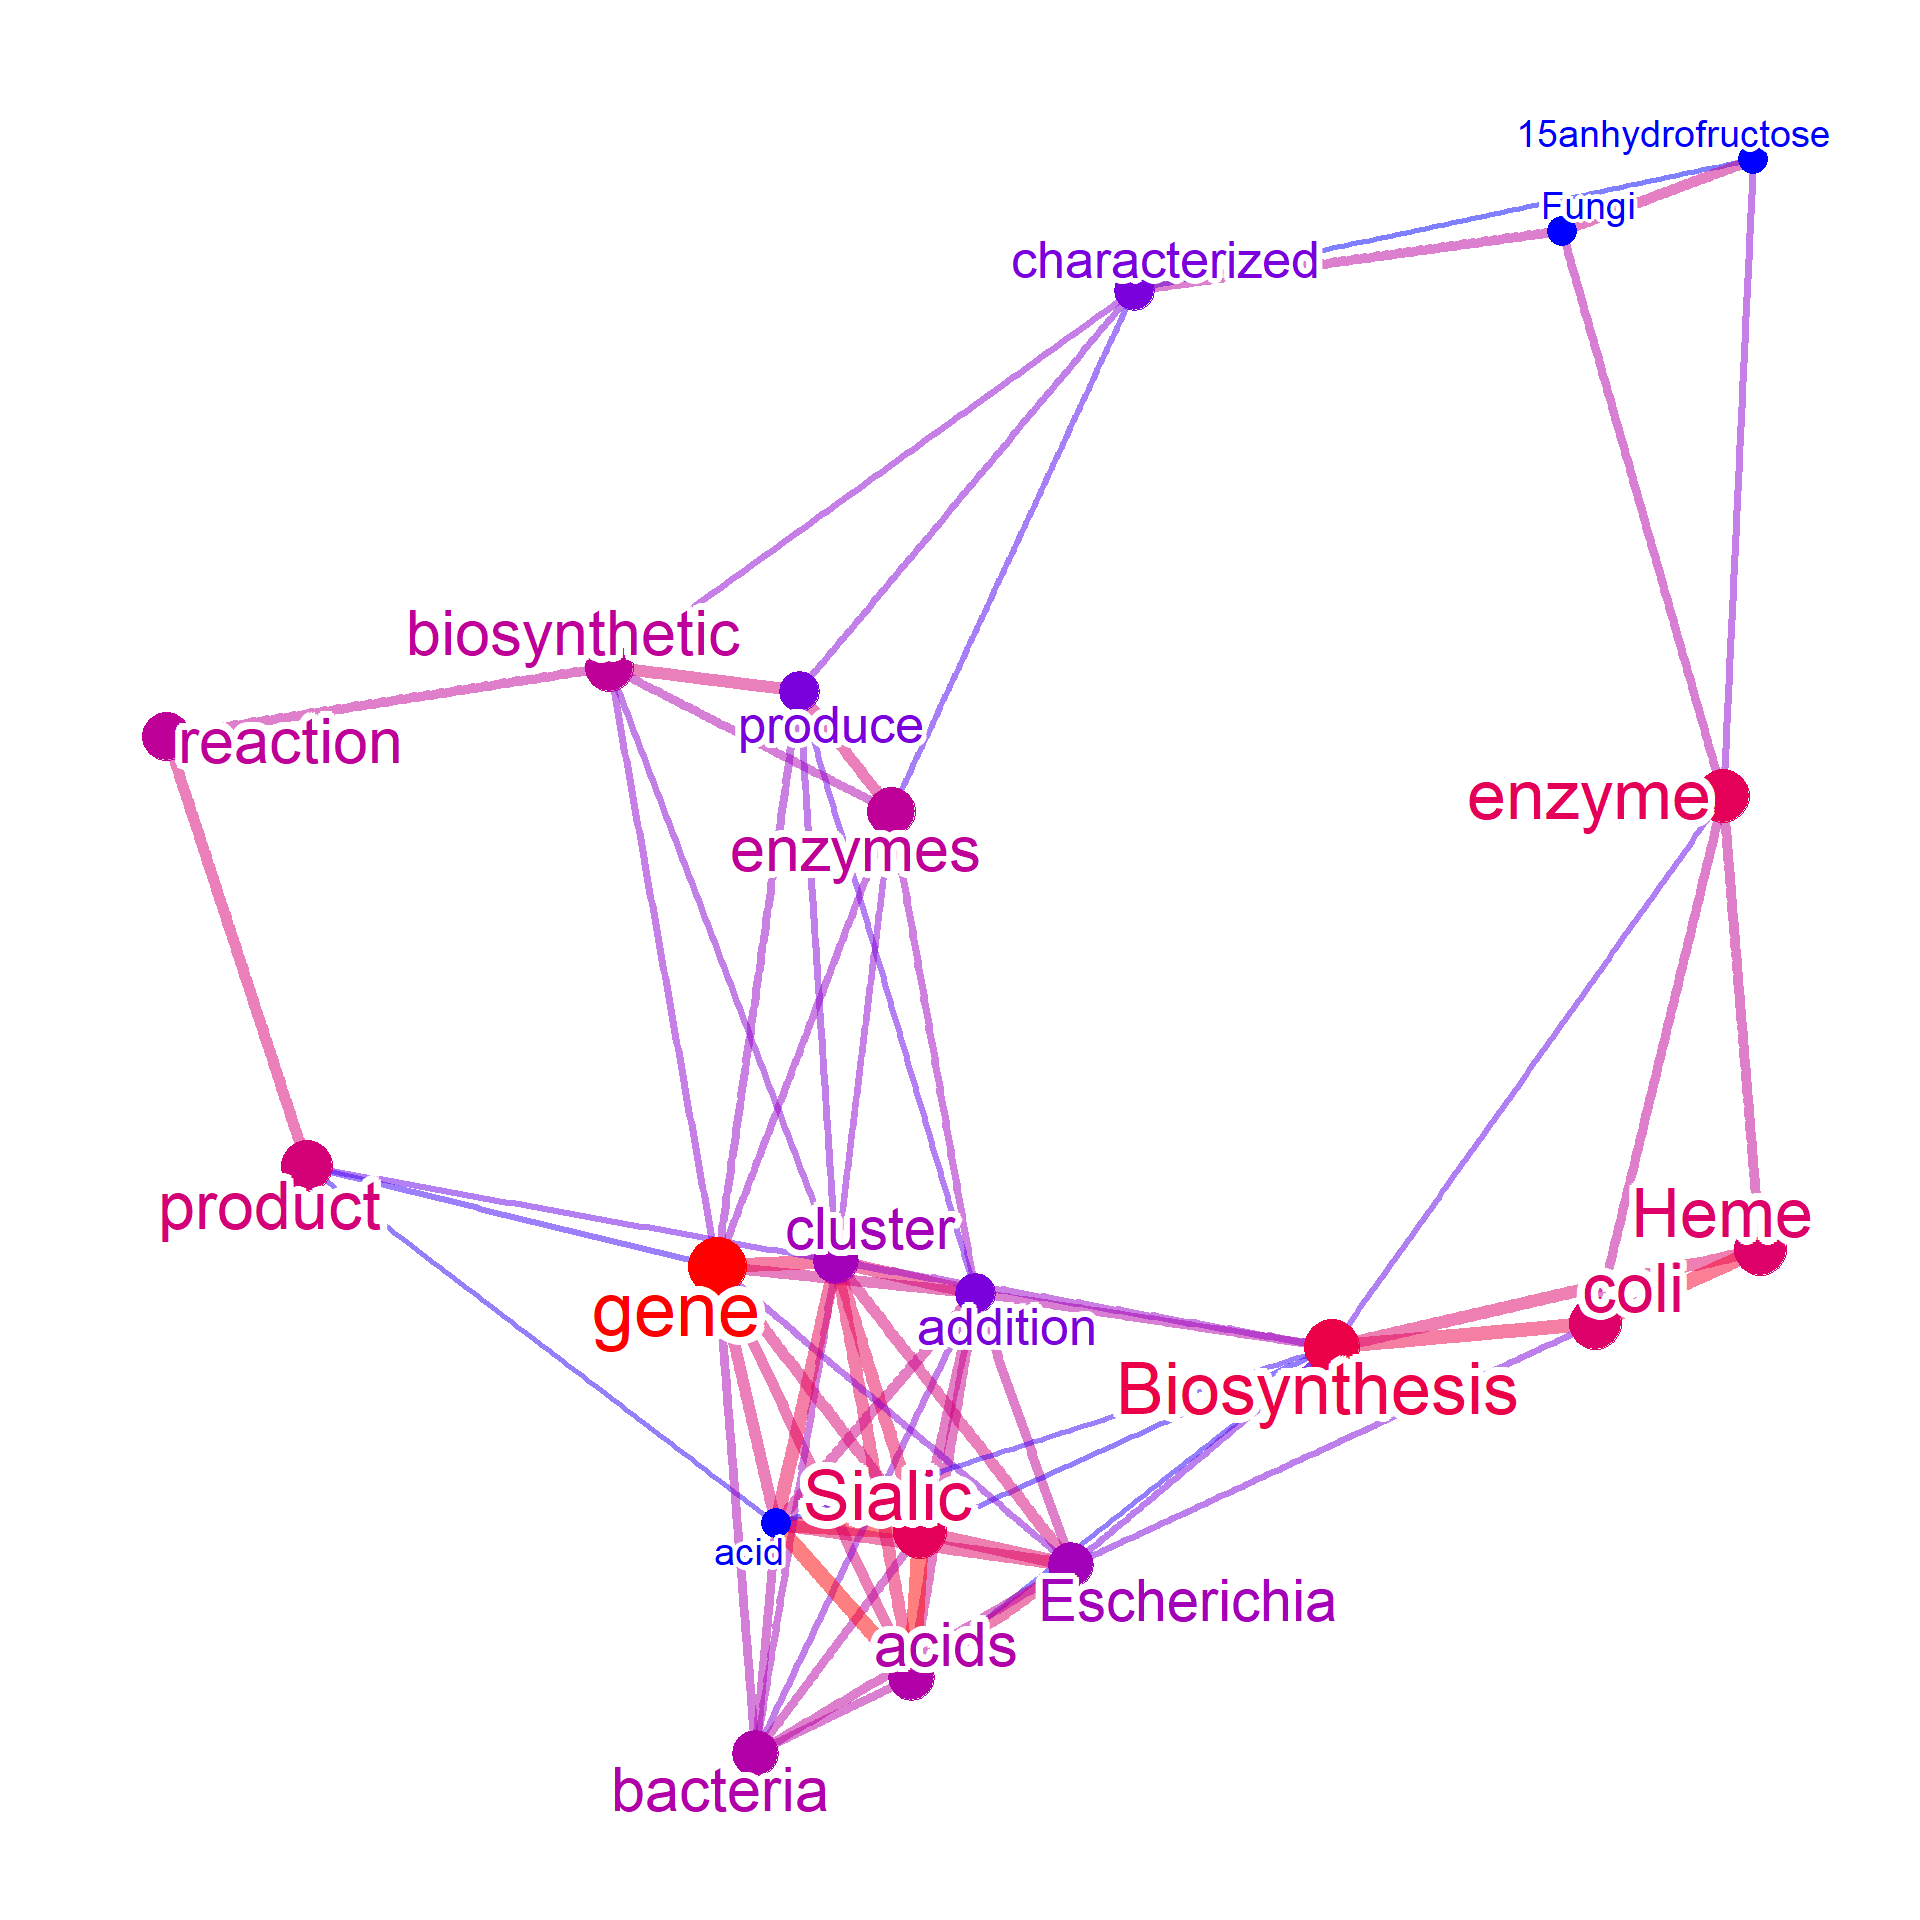 15anhydrofructose
Fungi
characterized
biosynthetic
produce
reaction
enzyme
enzymes
product
Heme
cluster
coli
gene
addition
Biosynthesis
Sialic
acid
Escherichia
acids
bacteria